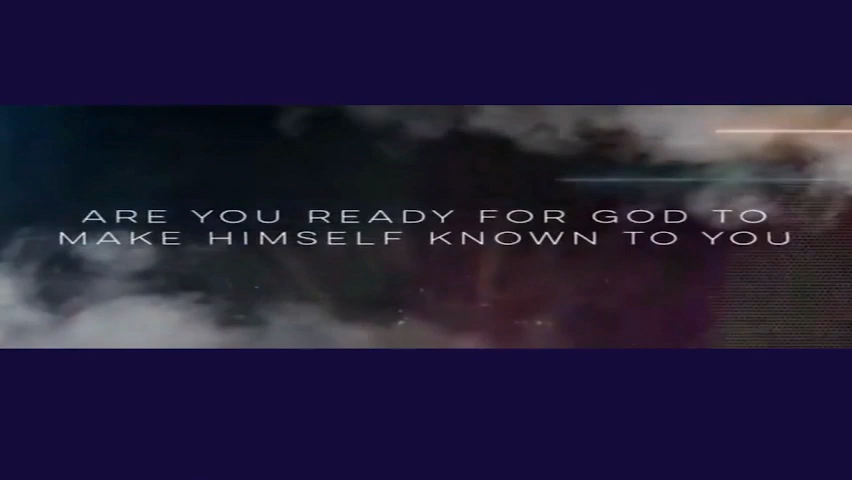 ARE YOU READY FOR GOD TO
MAKE HIMSELF KNOWN TO YOU